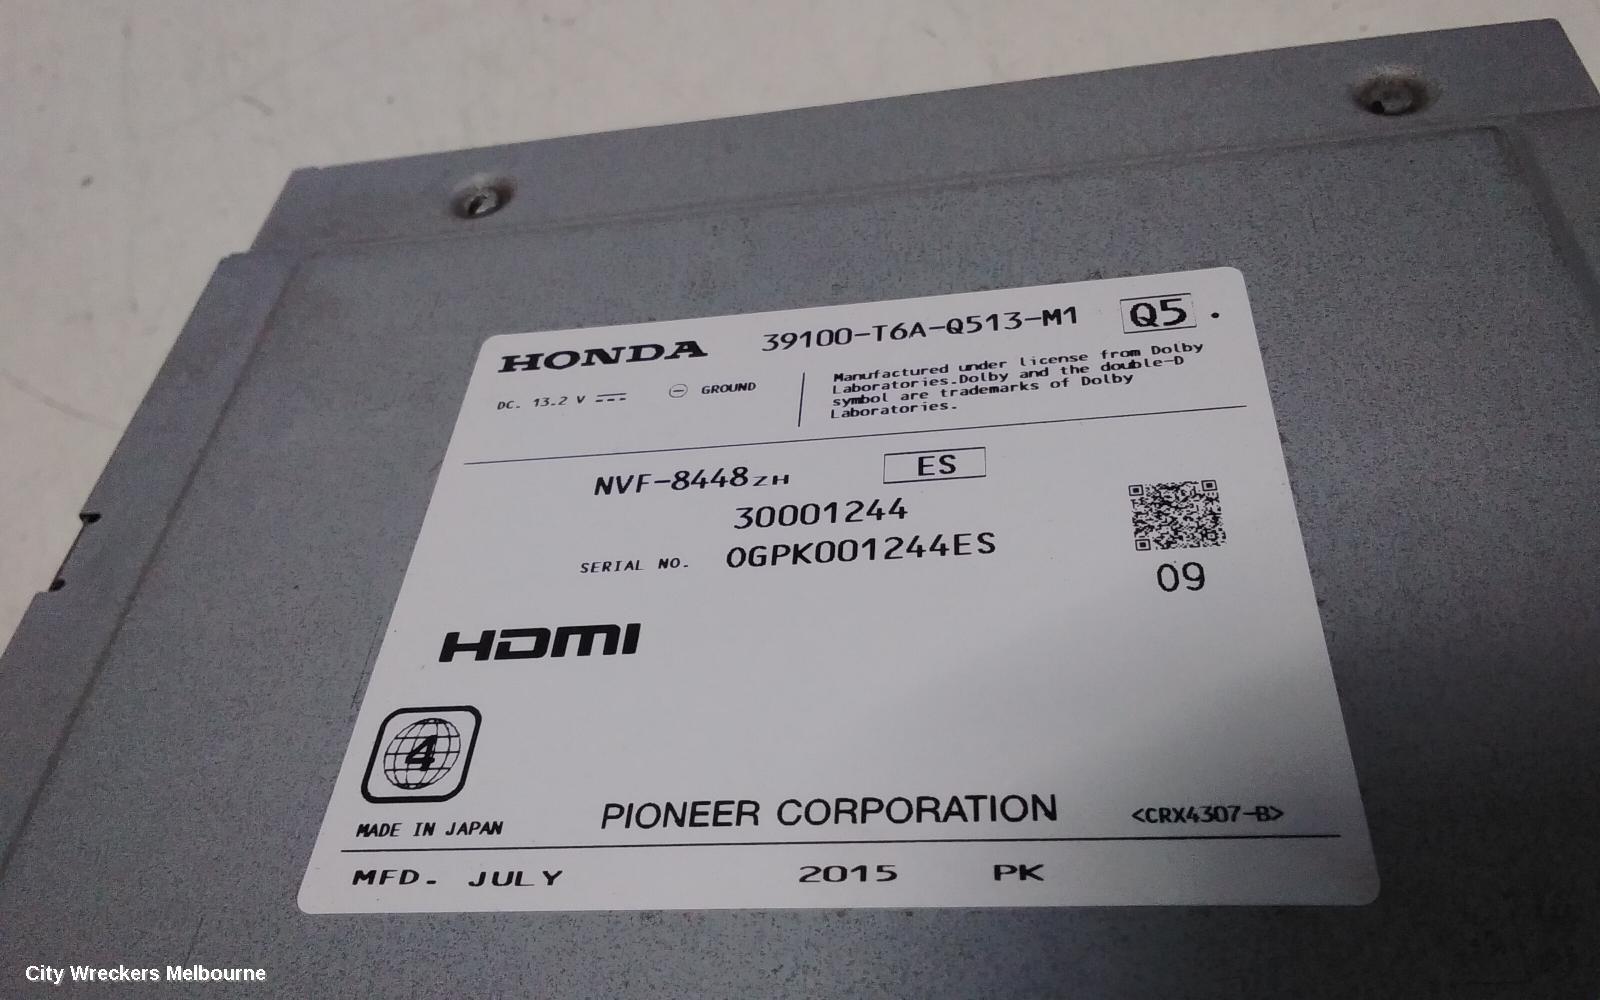 HONDA 39100-T6A-Q513-M1 Q5 .
DC. 13.2 V GROUND
Manufactured under license from Dolby
Laboratories.Dolby and the double-D
symbol are trademarks of Dolby
Laboratories.
NVF-8448ZH ES
30001244
SERIAL NO. 0GPK001244ES
09
HDMI
4
MADE IN JAPAN PIONEER CORPORATION <CRX4307-B>
MFD. JULY 2015 PK
City Wreckers Melbourne